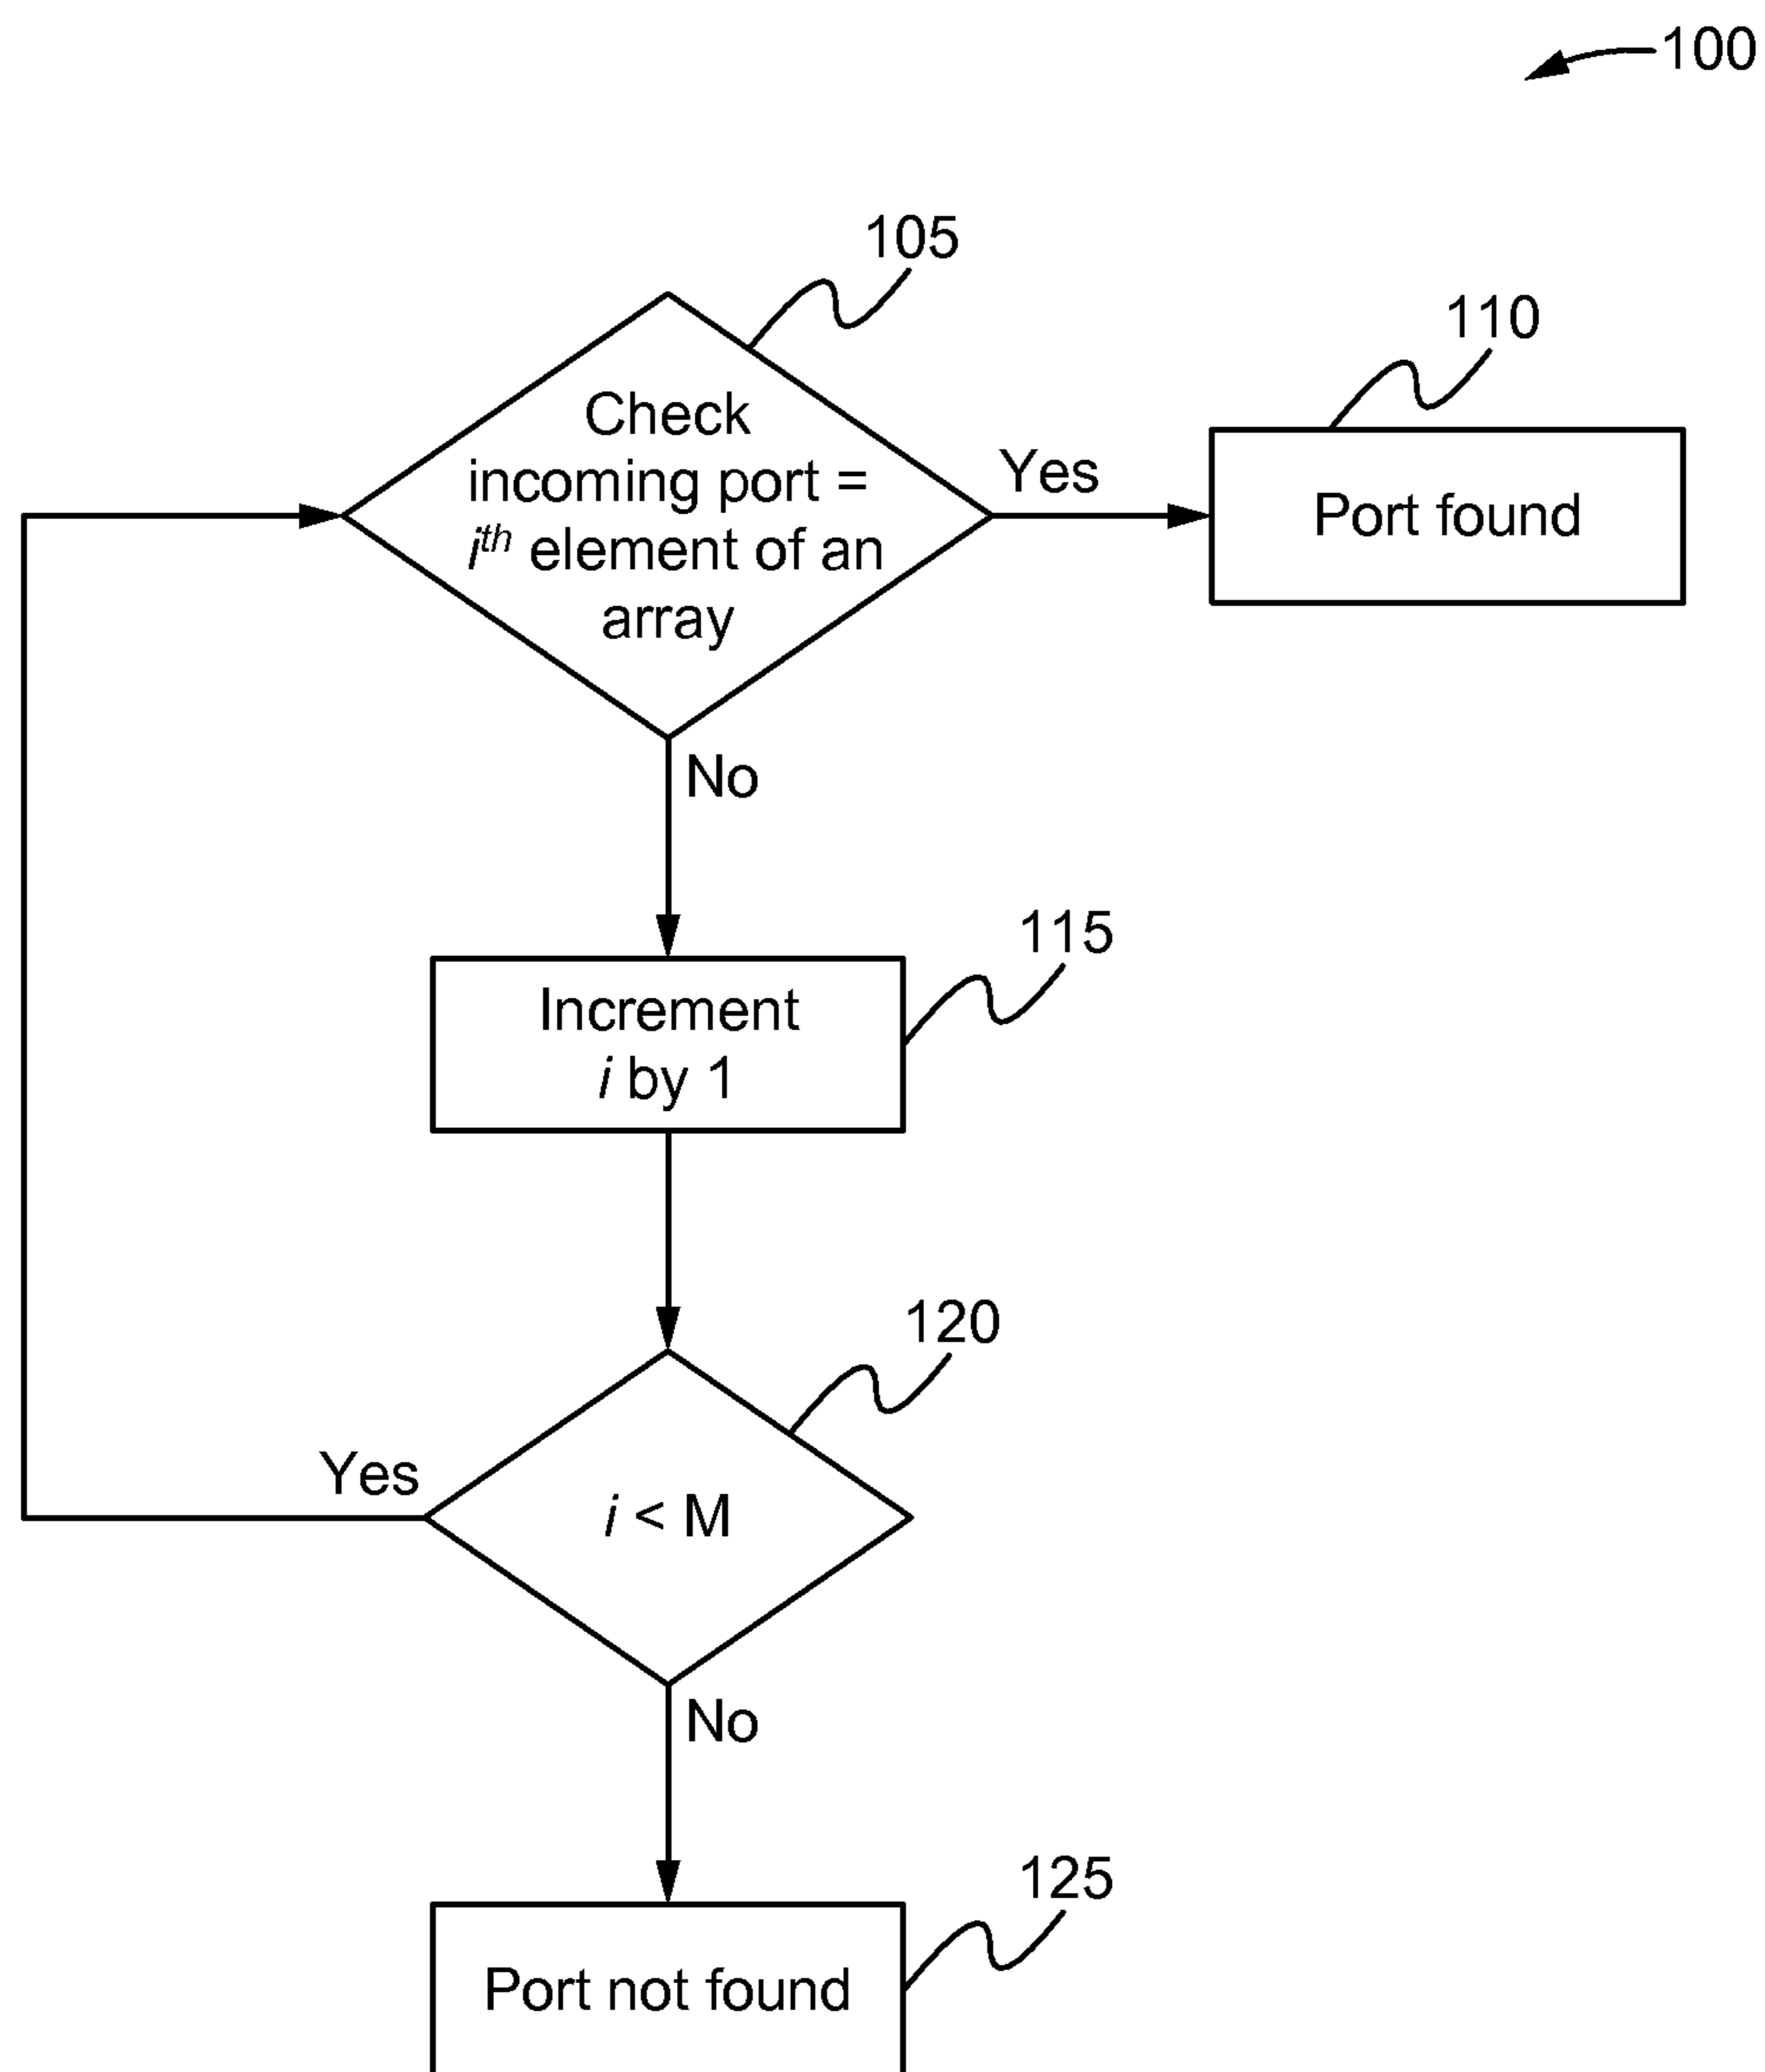 100
105
Check
incoming port =
ith element of an
array
Yes
110
Port found
No
115
Increment
i by 1
120
Yes
i < M
No
125
Port not found